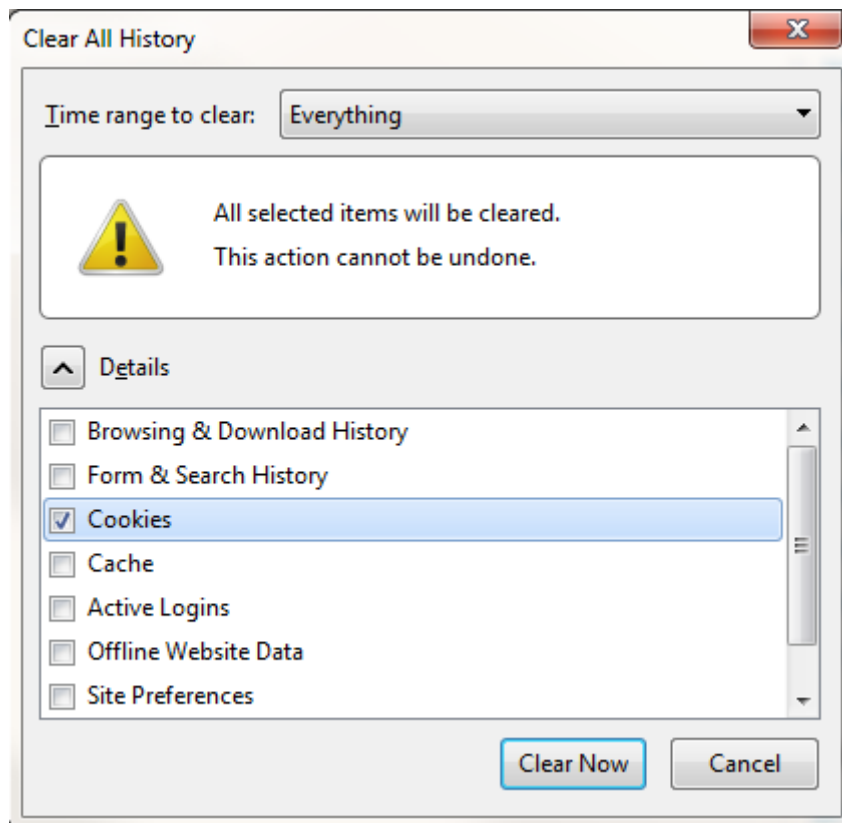 Clear All History
Time range to clear: Everything
All selected items will be cleared.
This action cannot be undone.
Details
Browsing & Download History
Form & Search History
Cookies
Cache
Active Logins
Offline Website Data
Site Preferences
Clear Now Cancel